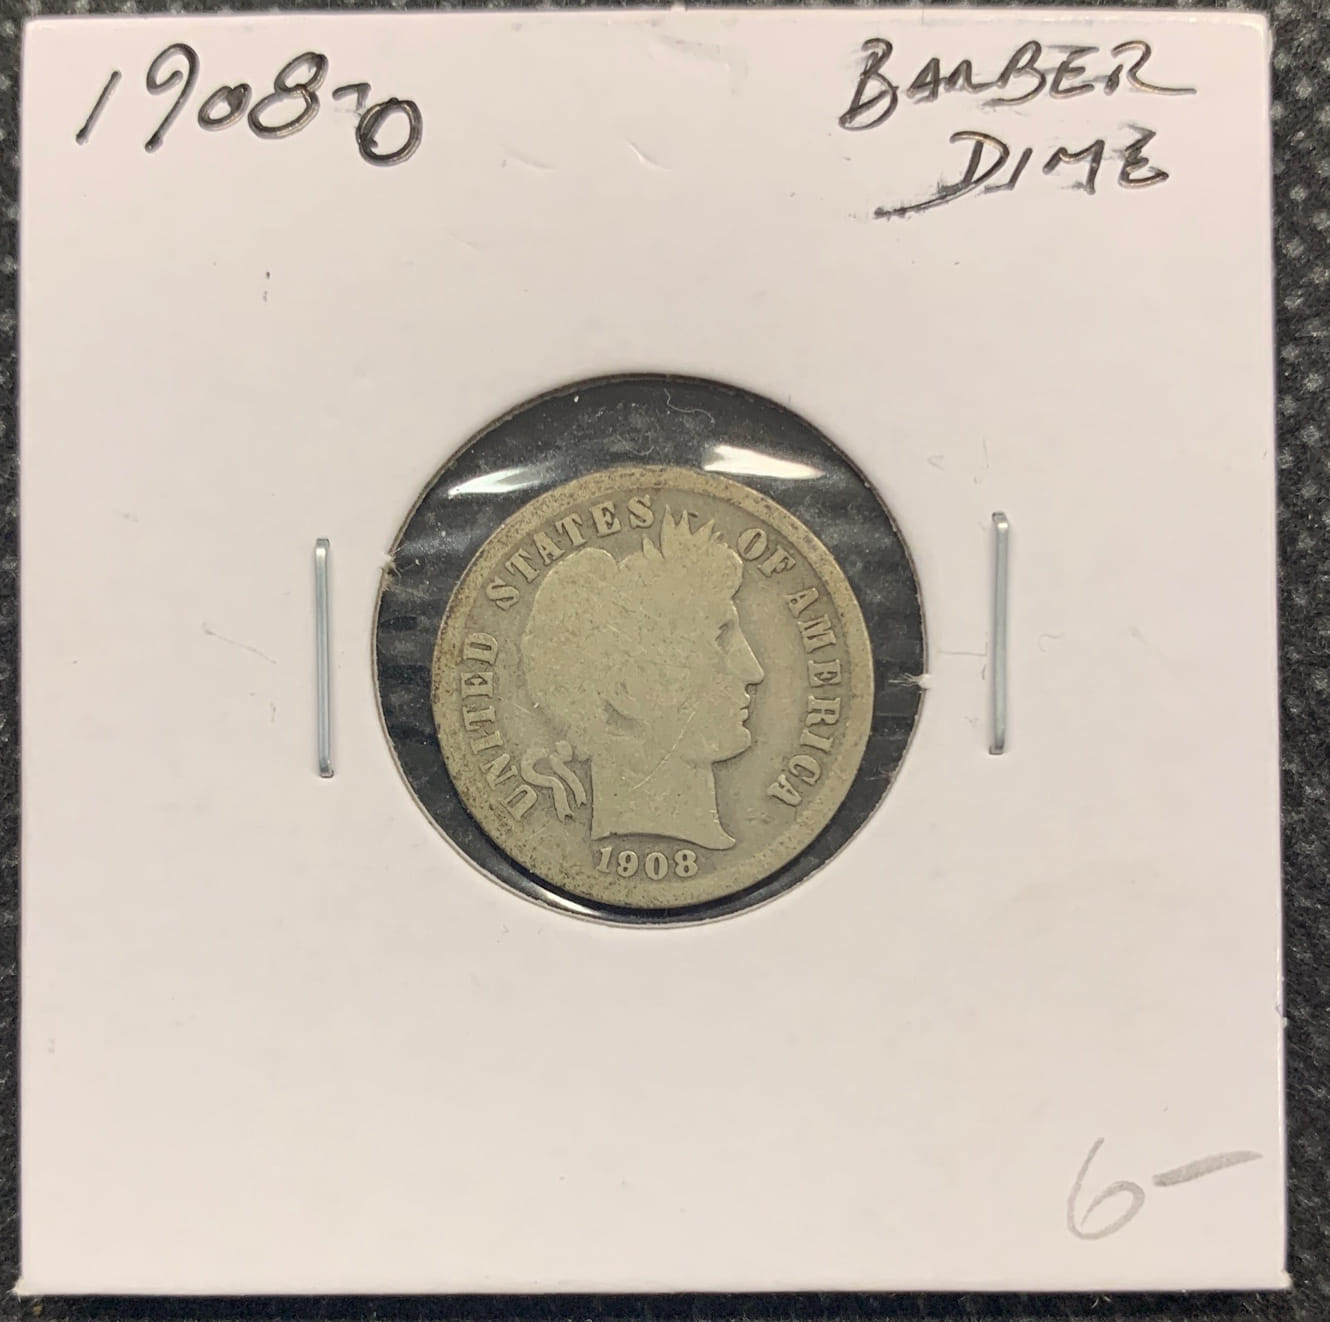 1908-O
BARBER
DIME
UNITED STATES OF AMERICA
1908
6-